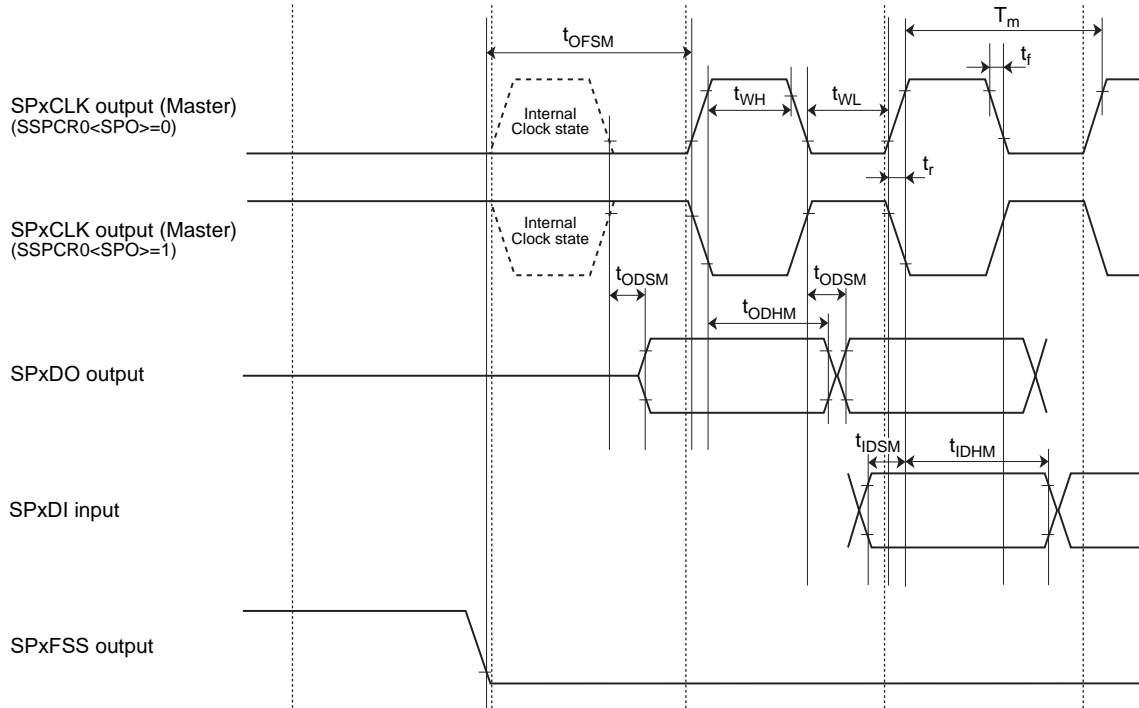 T_m
t_OFSM
t_f
SPxCLK output (Master)
(SSPCR0<SPO>=0)
Internal
Clock state
t_WH
t_WL
t_r
SPxCLK output (Master)
(SSPCR0<SPO>=1)
Internal
Clock state
t_ODSM
t_ODSM
t_ODHM
SPxDO output
t_IDSM
t_IDHM
SPxDI input
SPxFSS output